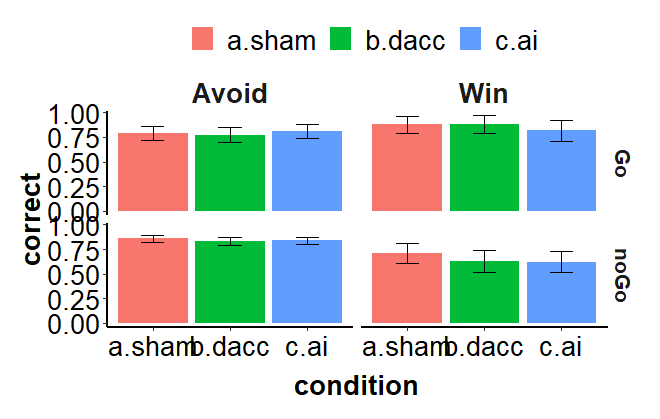 a.sham b.dacc c.ai
Avoid Win
1.00
0.75
0.50
0.25
0.00
Go
1.00
0.75
0.50
0.25
0.00
noGo
correct
a.sham b.dacc c.ai a.sham b.dacc c.ai
condition